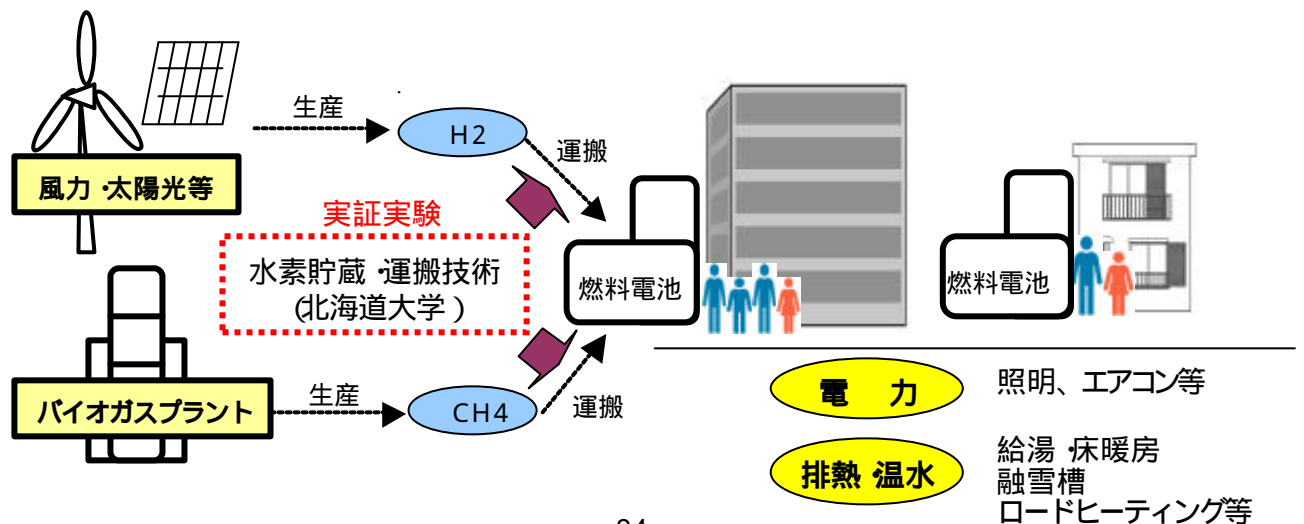 生産
H2
運搬
風力・太陽光等
実証実験
水素貯蔵・運搬技術
(北海道大学)
燃料電池
燃料電池
バイオガスプラント
生産
CH4
運搬
電 力
照明、エアコン等
排熱・温水
給湯・床暖房
融雪槽
ロードヒーティング等